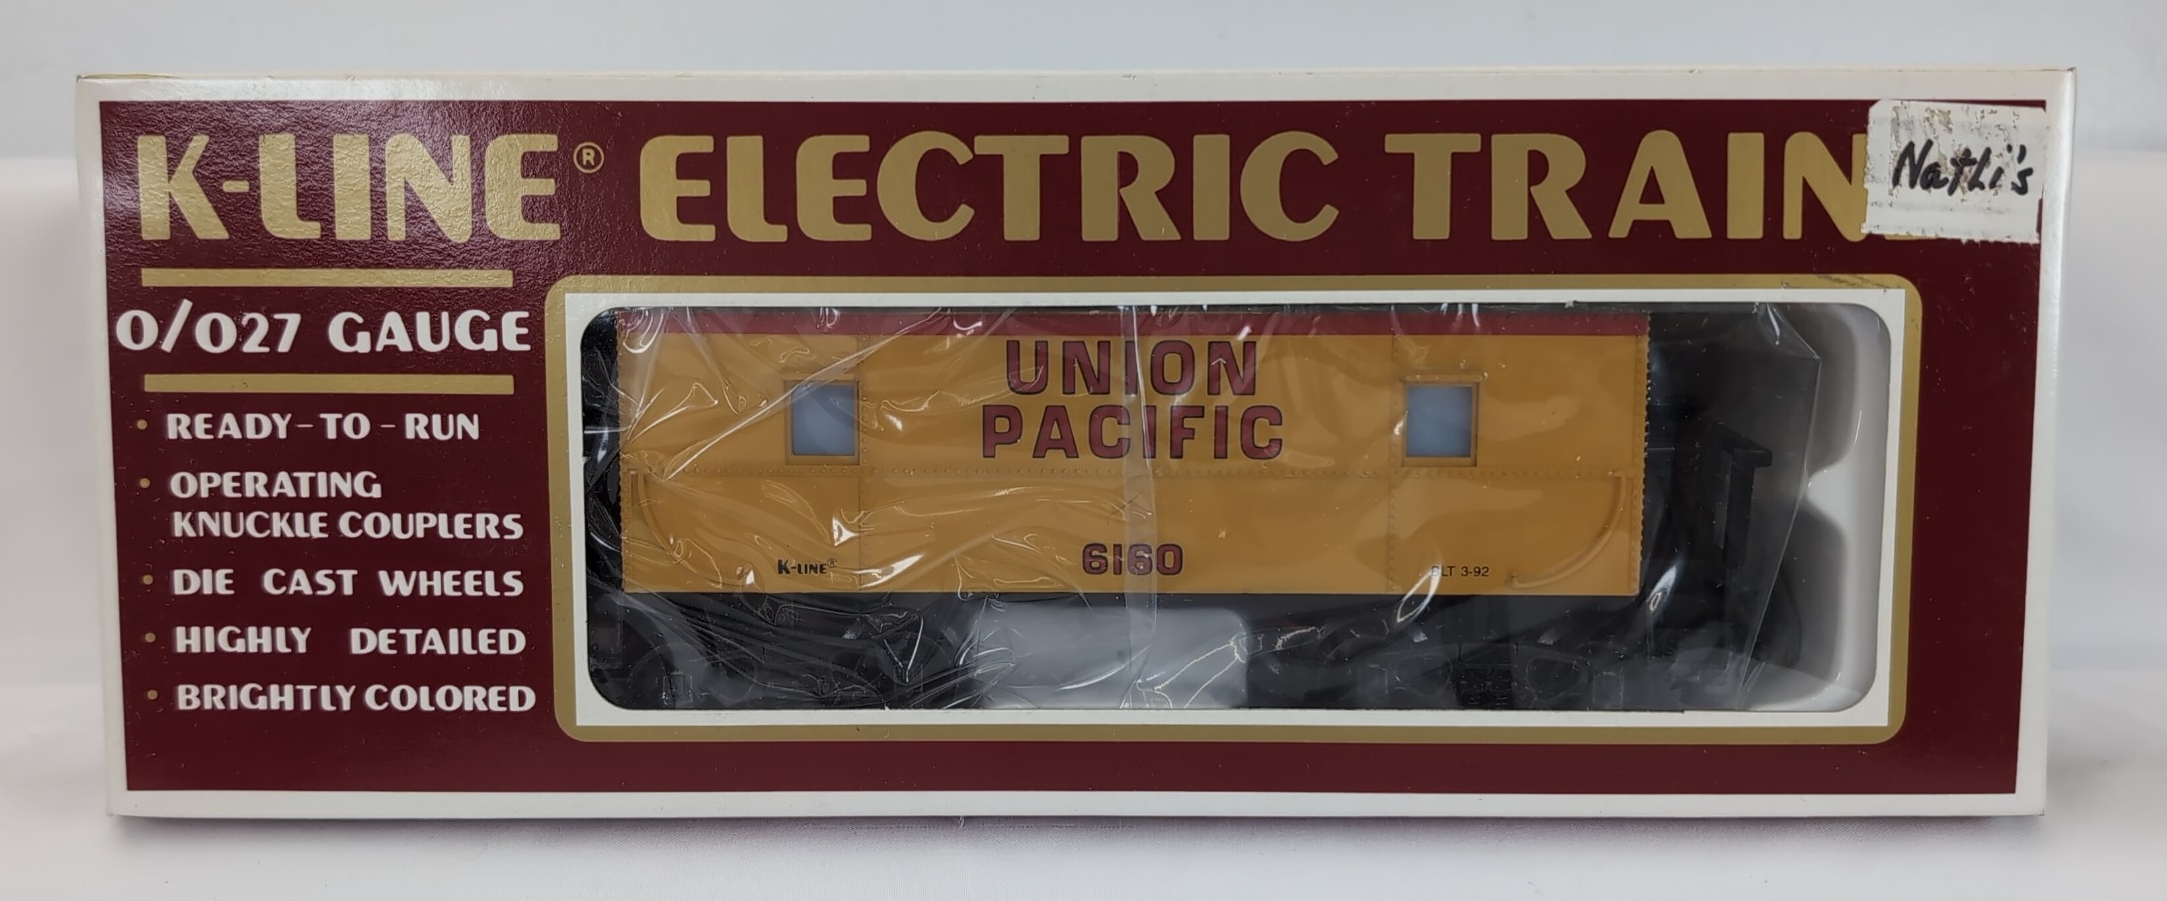 K-LINE® ELECTRIC TRAIN
Nathi's
O/O27 GAUGE
• READY-TO-RUN
• OPERATING
KNUCKLE COUPLERS
• DIE CAST WHEELS
• HIGHLY DETAILED
• BRIGHTLY COLORED
UNION
PACIFIC
6160
K-LINE®
BLT 3-92